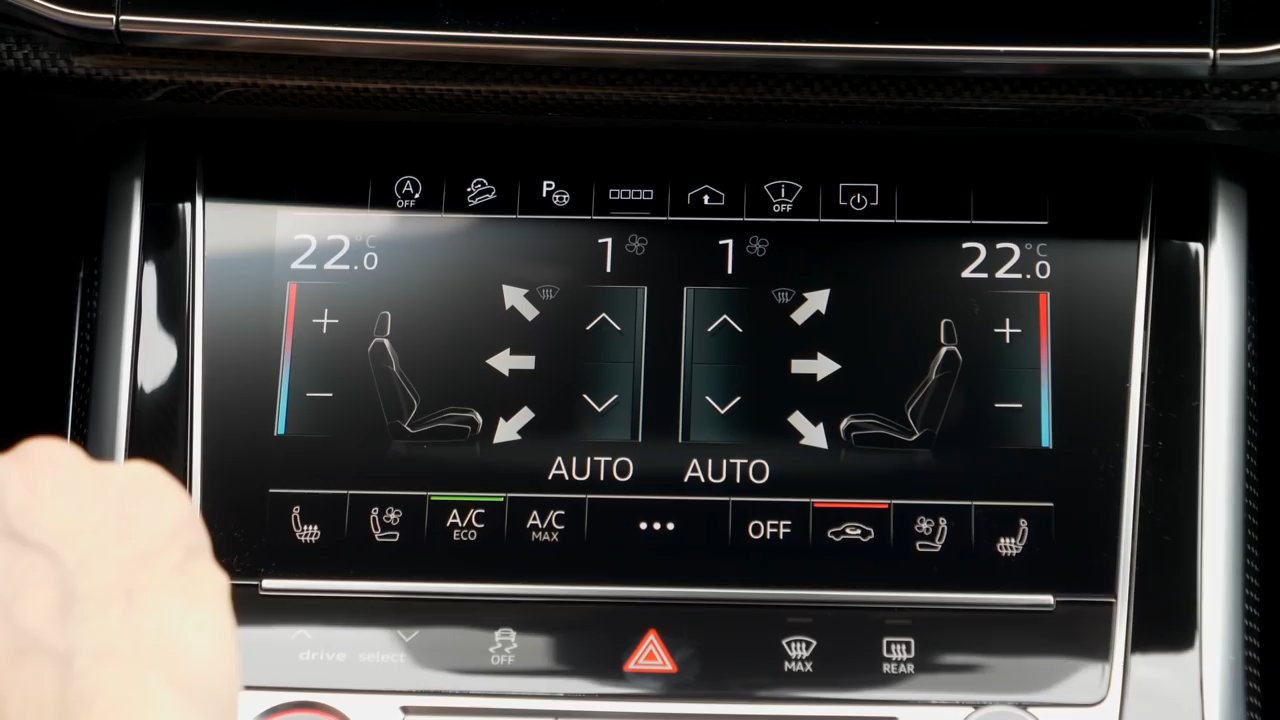 A
OFF
P
i
OFF
22.0 °C
1
1
22.0 °C
+
−
+
−
AUTO AUTO
A/C
ECO
A/C
MAX
•••
OFF
drive select
OFF
MAX
REAR